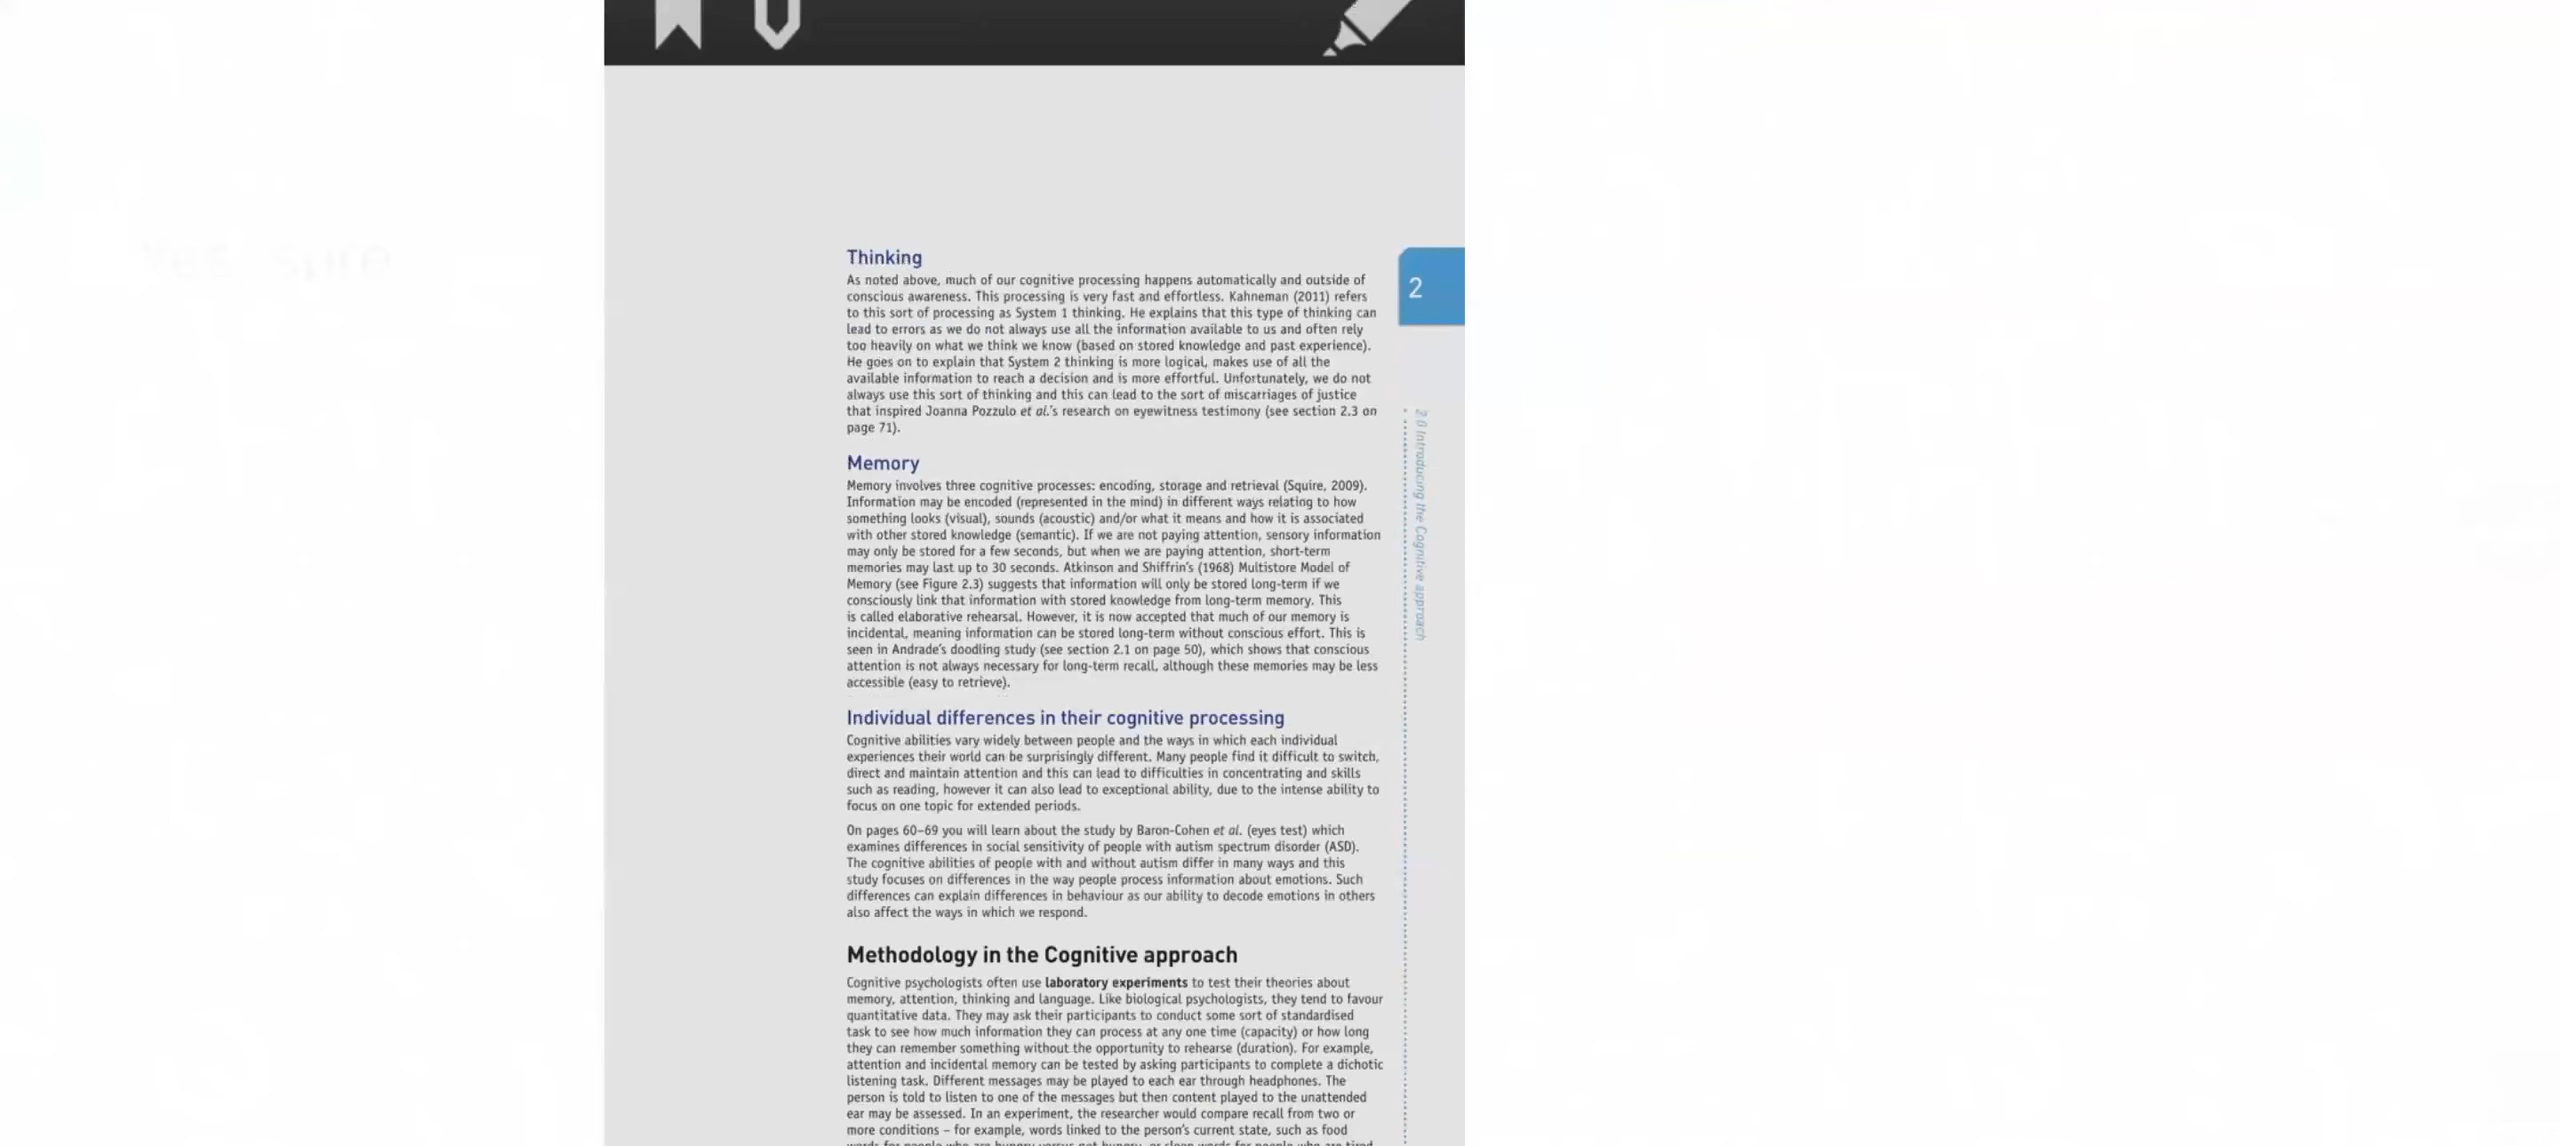 Yes sure
Thinking
As noted above, much of our cognitive processing happens automatically and outside of
conscious awareness. This processing is very fast and effortless. Kahneman (2011) refers
to this sort of processing as System 1 thinking. He explains that this type of thinking can
lead to errors as we do not always use all the information available to us and often rely
too heavily on what we think we know (based on stored knowledge and past experience).
He goes on to explain that System 2 thinking is more logical, makes use of all the
available information to reach a decision and is more effortful. Unfortunately, we do not
always use this sort of thinking and this can lead to the sort of miscarriages of justice
that inspired Joanna Pozzulo et al.'s research on eyewitness testimony (see section 2.3 on
page 71).
Memory
Memory involves three cognitive processes: encoding, storage and retrieval (Squire, 2009).
Information may be encoded (represented in the mind) in different ways relating to how
something looks (visual), sounds (acoustic) and/or what it means and how it is associated
with other stored knowledge (semantic). If we are not paying attention, sensory information
may only be stored for a few seconds, but when we are paying attention, short-term
memories may last up to 30 seconds. Atkinson and Shiffrin's (1968) Multistore Model of
Memory (see Figure 2.3) suggests that information will only be stored long-term if we
consciously link that information with stored knowledge from long-term memory. This
is called elaborative rehearsal. However, it is now accepted that much of our memory is
incidental, meaning information can be stored long-term without conscious effort. This is
seen in Andrade's doodling study (see section 2.1 on page 50), which shows that conscious
attention is not always necessary for long-term recall, although these memories may be less
accessible (easy to retrieve).
Individual differences in their cognitive processing
Cognitive abilities vary widely between people and the ways in which each individual
experiences their world can be surprisingly different. Many people find it difficult to switch,
direct and maintain attention and this can lead to difficulties in concentrating and skills
such as reading, however it can also lead to exceptional ability, due to the intense ability to
focus on one topic for extended periods.
On pages 60–69 you will learn about the study by Baron-Cohen et al. (eyes test) which
examines differences in social sensitivity of people with autism spectrum disorder (ASD).
The cognitive abilities of people with and without autism differ in many ways and this
study focuses on differences in the way people process information about emotions. Such
differences can explain differences in behaviour as our ability to decode emotions in others
also affect the ways in which we respond.
Methodology in the Cognitive approach
Cognitive psychologists often use laboratory experiments to test their theories about
memory, attention, thinking and language. Like biological psychologists, they tend to favour
quantitative data. They may ask their participants to conduct some sort of standardised
task to see how much information they can process at any one time (capacity) or how long
they can remember something without the opportunity to rehearse (duration). For example,
attention and incidental memory can be tested by asking participants to complete a dichotic
listening task. Different messages may be played to each ear through headphones. The
person is told to listen to one of the messages but then content played to the unattended
ear may be assessed. In an experiment, the researcher would compare recall from two or
more conditions – for example, words linked to the person's current state, such as food
words for people who are hungry versus not hungry, or sleep words for people who are tired
2
2.0 Introducing the Cognitive approach